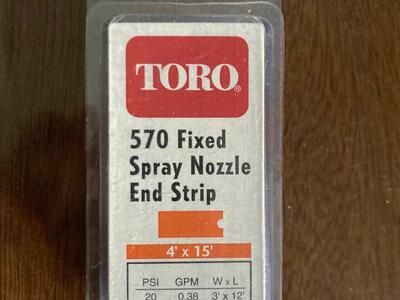 TORO®
570 Fixed
Spray Nozzle
End Strip
4' x 15'
PSI GPM W x L
20 0.38 3' x 12'